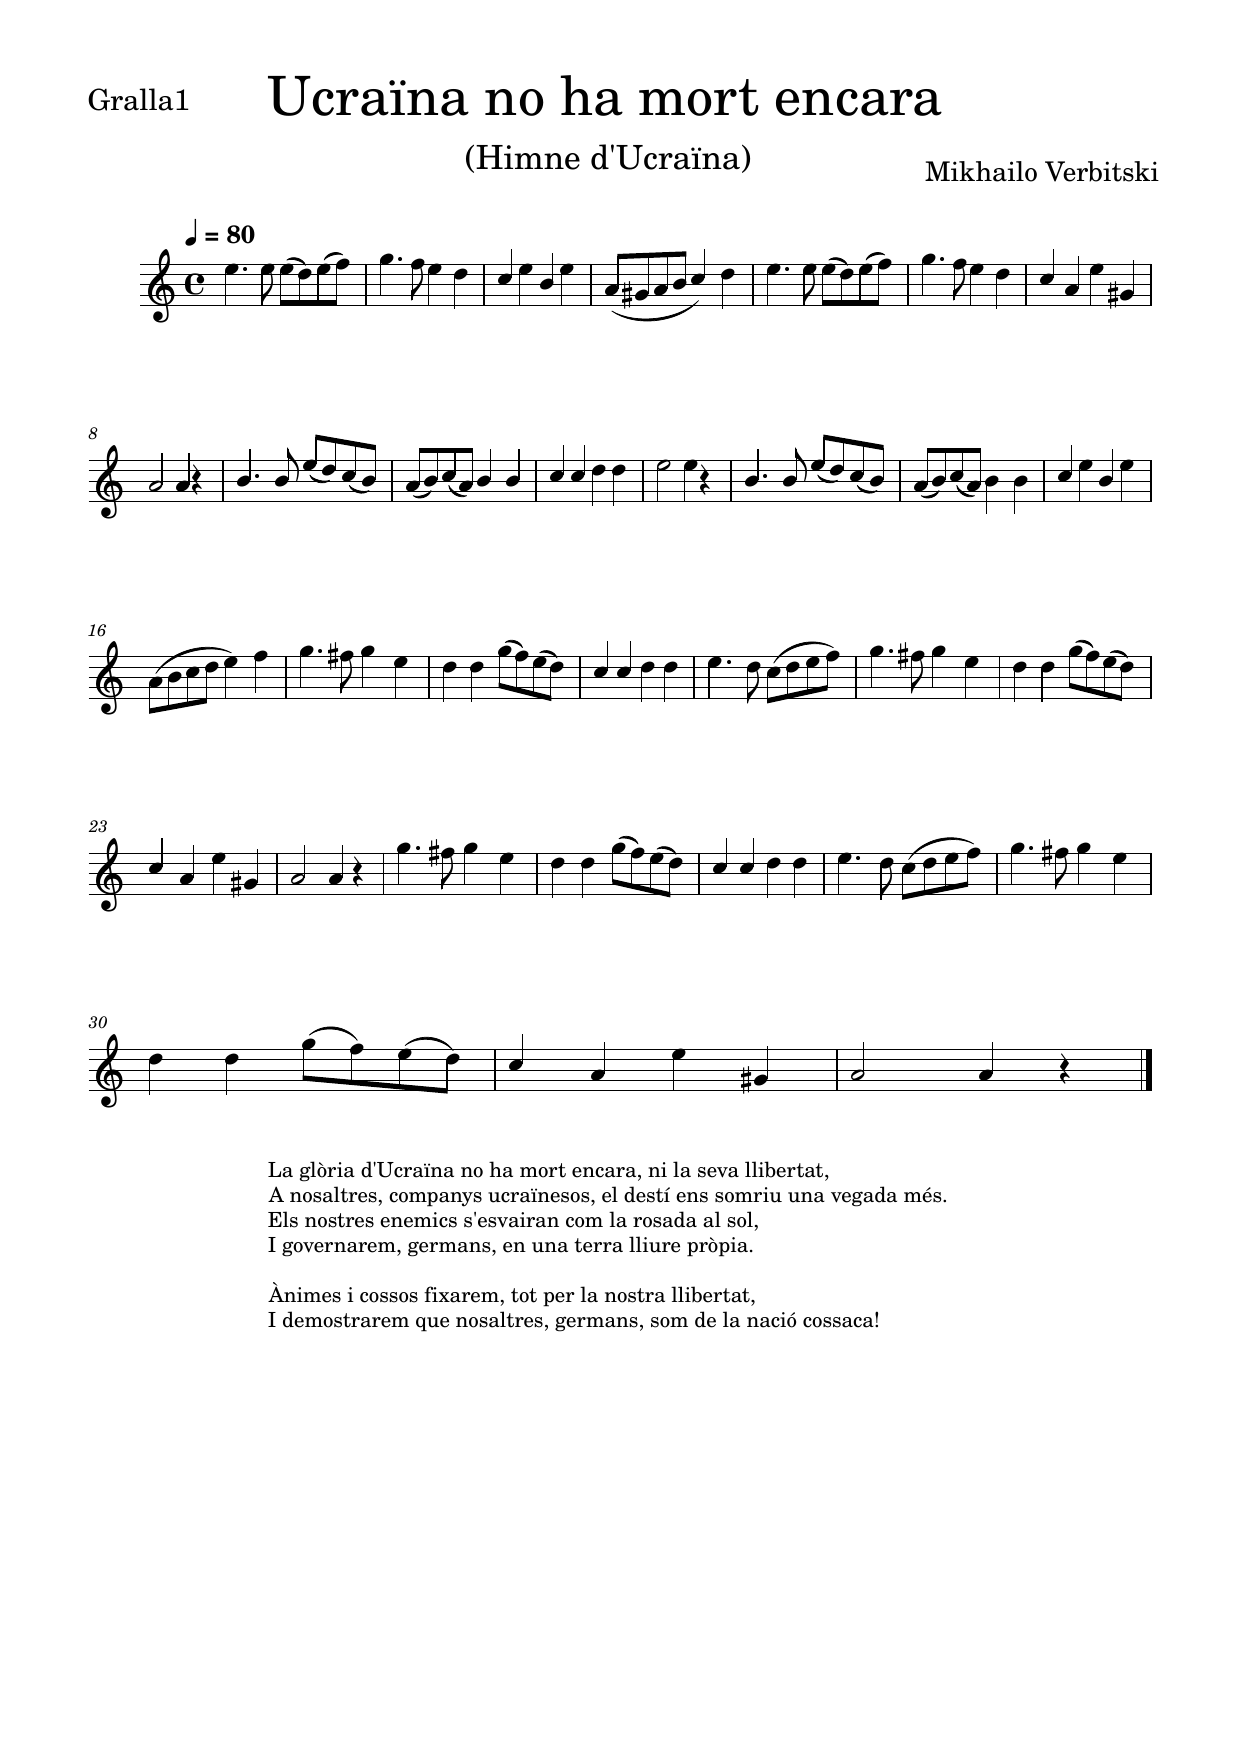 Gralla1
Ucraïna no ha mort encara
(Himne d'Ucraïna)
Mikhailo Verbitski
= 80
8
16
23
30
La glòria d'Ucraïna no ha mort encara, ni la seva llibertat,
A nosaltres, companys ucraïnesos, el destí ens somriu una vegada més.
Els nostres enemics s'esvairan com la rosada al sol,
I governarem, germans, en una terra lliure pròpia.
Ànimes i cossos fixarem, tot per la nostra llibertat,
I demostrarem que nosaltres, germans, som de la nació cossaca!